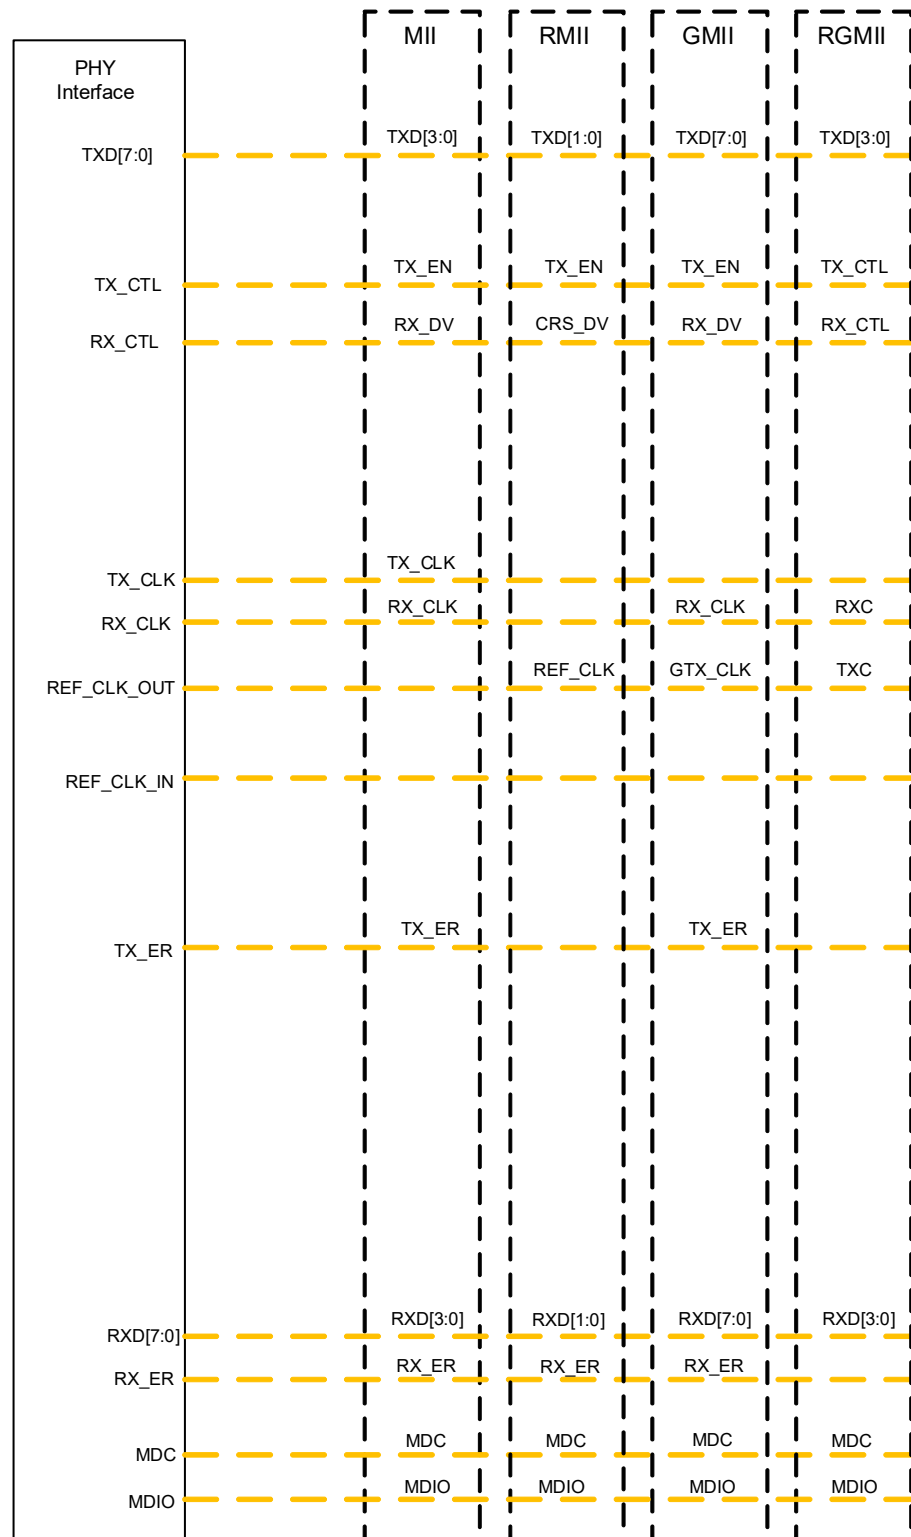 MII RMII GMII RGMII
PHY
Interface
TXD[7:0] TXD[3:0] TXD[1:0] TXD[7:0] TXD[3:0]
TX_CTL TX_EN TX_EN TX_EN TX_CTL
RX_CTL RX_DV CRS_DV RX_DV RX_CTL
TX_CLK TX_CLK
RX_CLK RX_CLK RX_CLK RXC
REF_CLK_OUT REF_CLK GTX_CLK TXC
REF_CLK_IN
TX_ER TX_ER TX_ER
RXD[7:0] RXD[3:0] RXD[1:0] RXD[7:0] RXD[3:0]
RX_ER RX_ER RX_ER RX_ER
MDC MDC MDC MDC MDC
MDIO MDIO MDIO MDIO MDIO